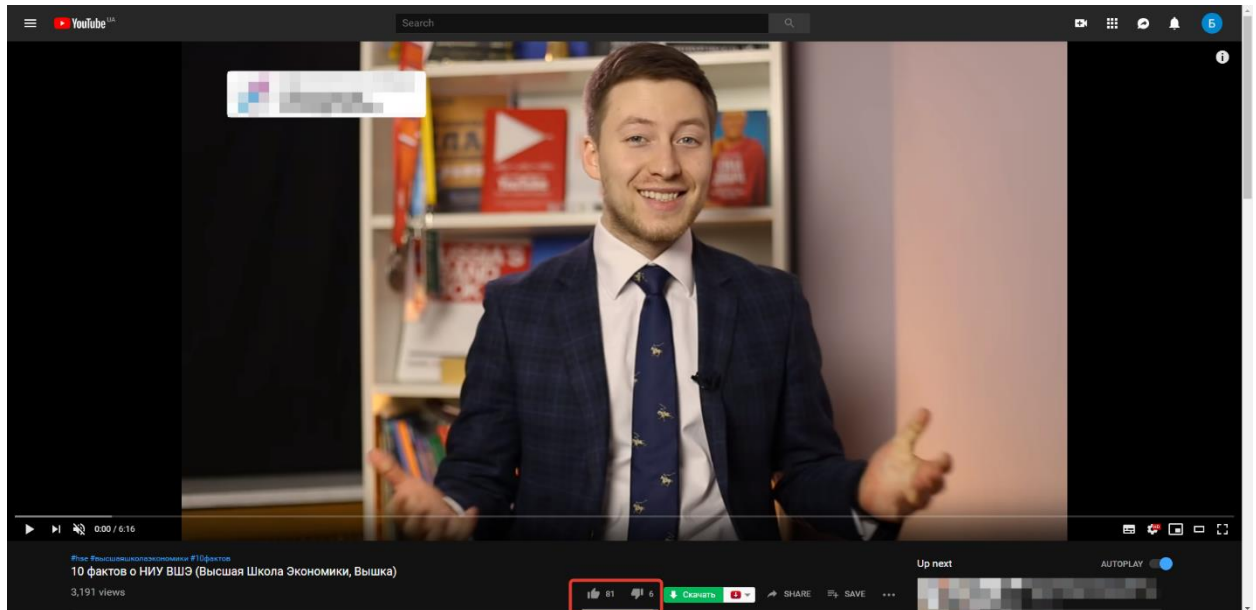 YouTube UA
Search
Б
0:00 / 6:16
#hse #высшаяшколаэкономики #10фактов
10 фактов о НИУ ВШЭ (Высшая Школа Экономики, Вышка)
3,191 views
81
6
Скачать
SHARE
SAVE
Up next
AUTOPLAY